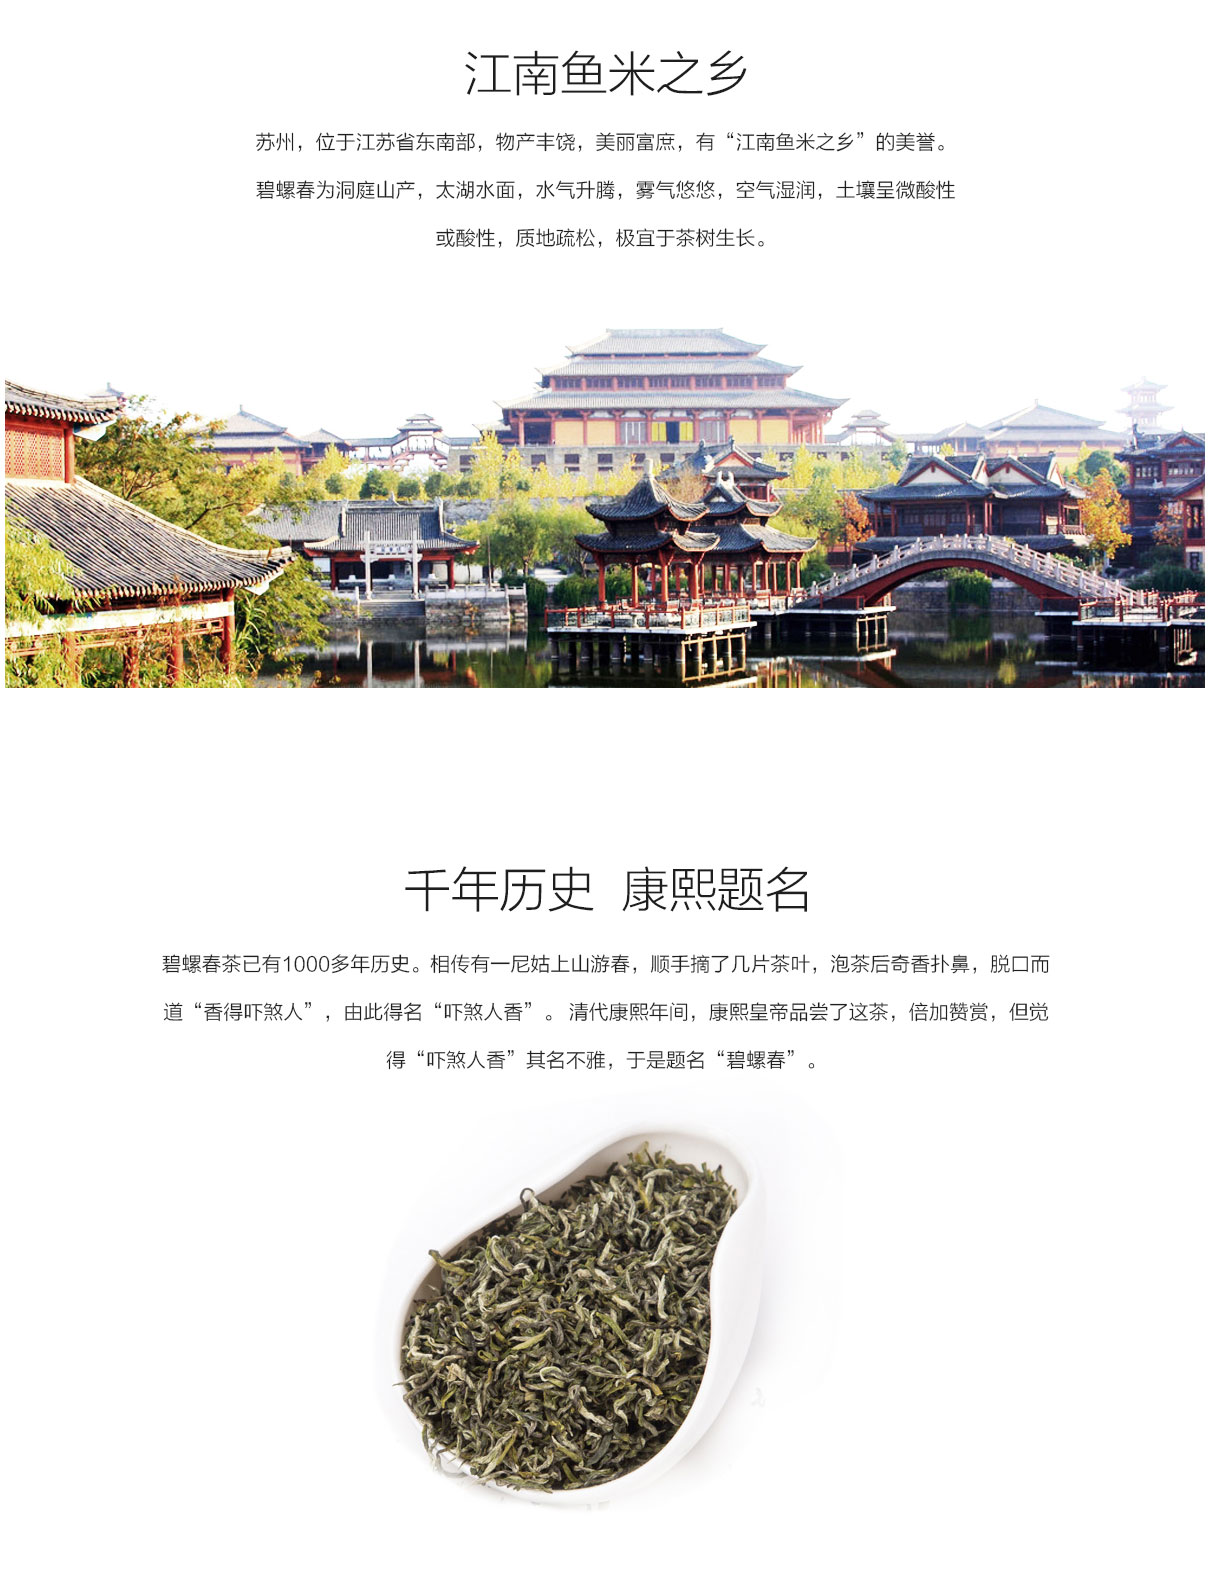 江南鱼米之乡
苏州，位于江苏省东南部，物产丰饶，美丽富庶，有“江南鱼米之乡”的美誉。
碧螺春为洞庭山产，太湖水面，水气升腾，雾气悠悠，空气湿润，土壤呈微酸性
或酸性，质地疏松，极宜于茶树生长。
千年历史 康熙题名
碧螺春茶已有1000多年历史。相传有一尼姑上山游春，顺手摘了几片茶叶，泡茶后奇香扑鼻，脱口而
道“香得吓煞人”，由此得名“吓煞人香”。 清代康熙年间，康熙皇帝品尝了这茶，倍加赞赏，但觉
得“吓煞人香”其名不雅，于是题名“碧螺春”。